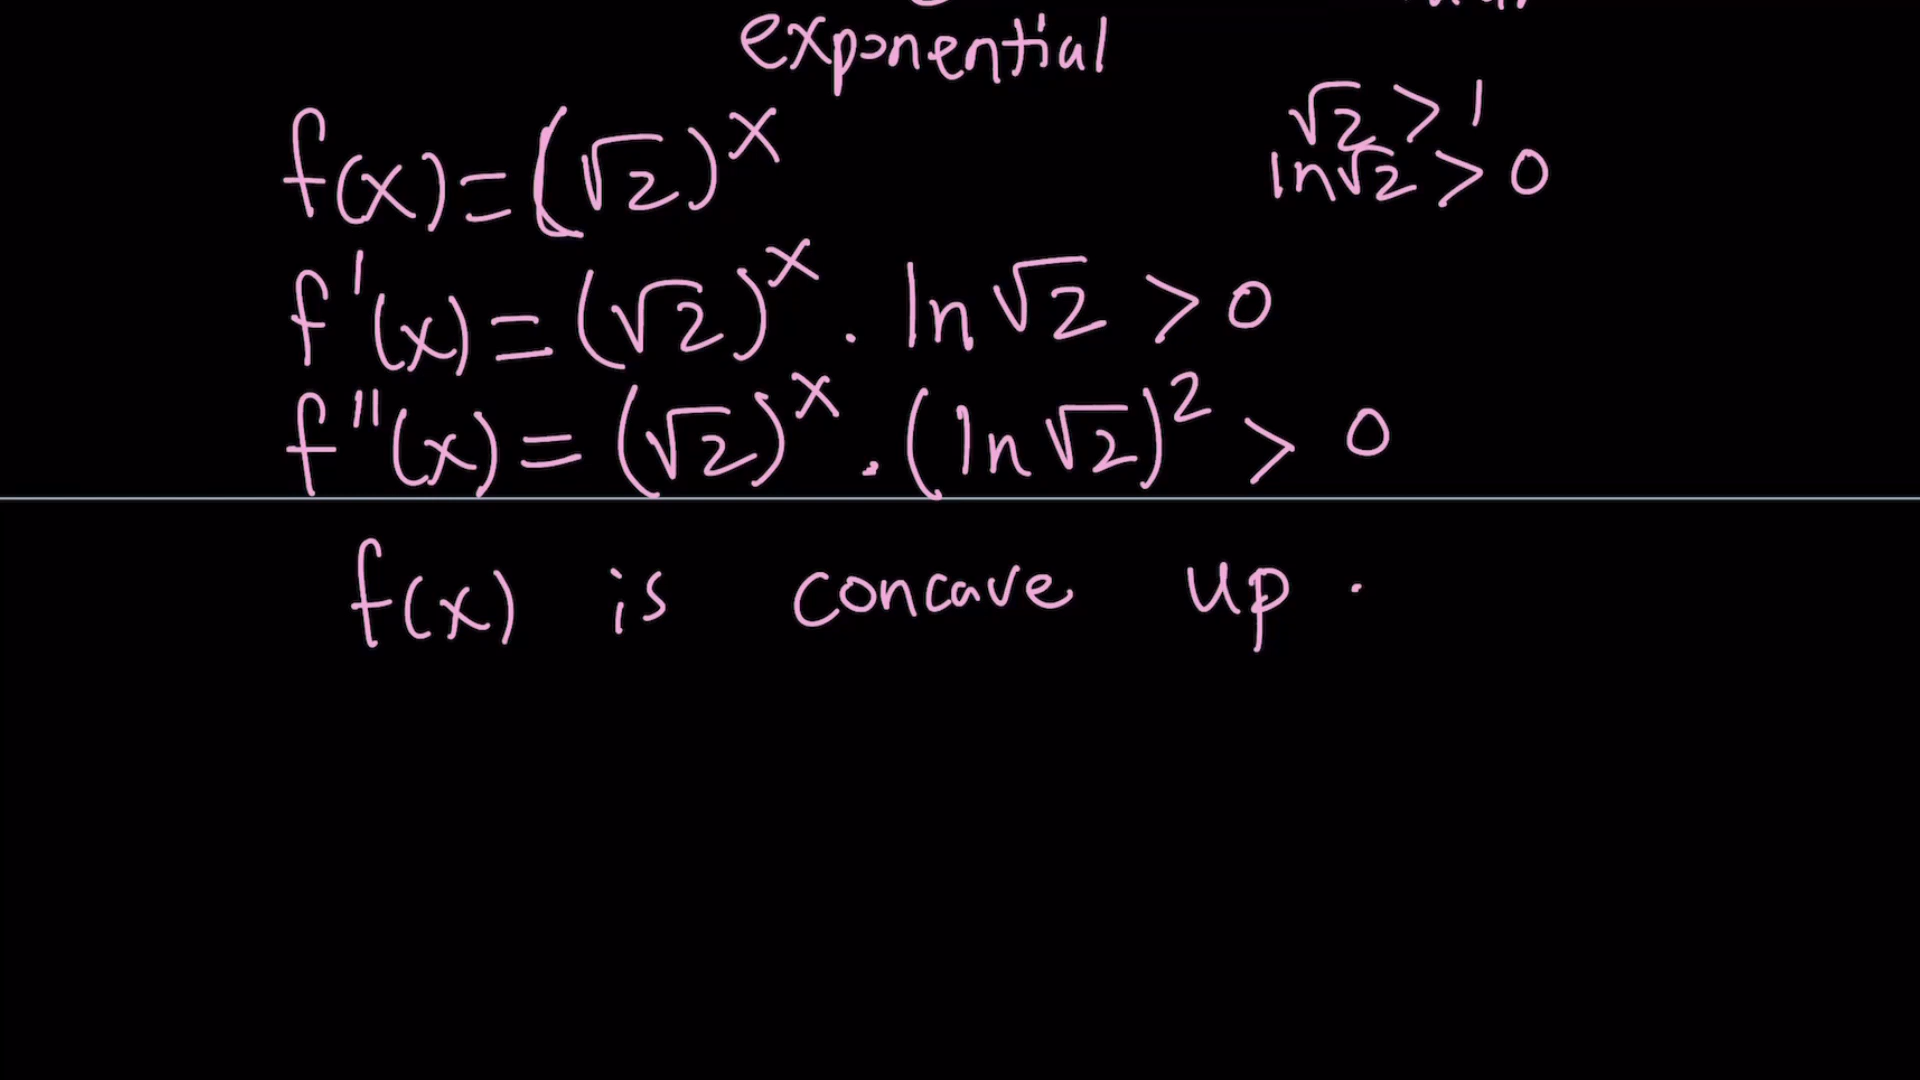 exponential
√2 > 1
f(x) = (√2)^x
ln√2 > 0
f'(x) = (√2)^x . ln √2 > 0
f''(x) = (√2)^x . (ln √2)^2 > 0
f(x) is concave up .